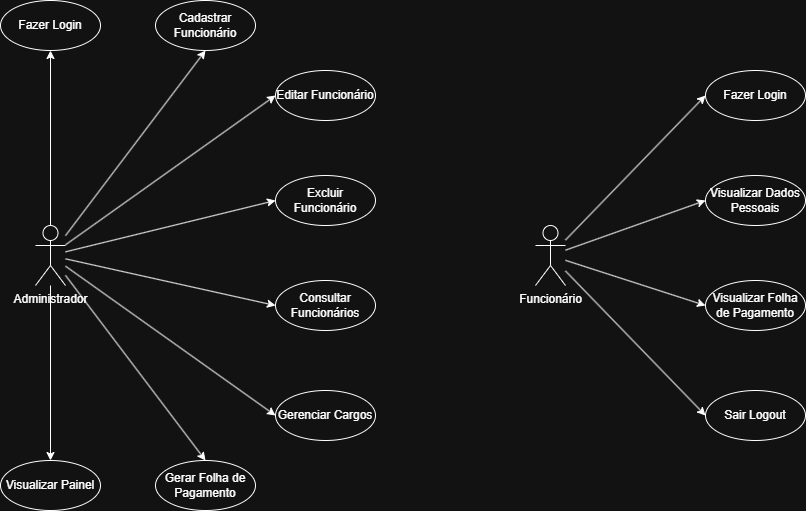 Fazer Login
Cadastrar
Funcionário
Editar Funcionário
Fazer Login
Excluir
Funcionário
Visualizar Dados
Pessoais
Administrador
Funcionário
Consultar
Funcionários
Visualizar Folha
de Pagamento
Gerenciar Cargos
Sair Logout
Visualizar Painel
Gerar Folha de
Pagamento